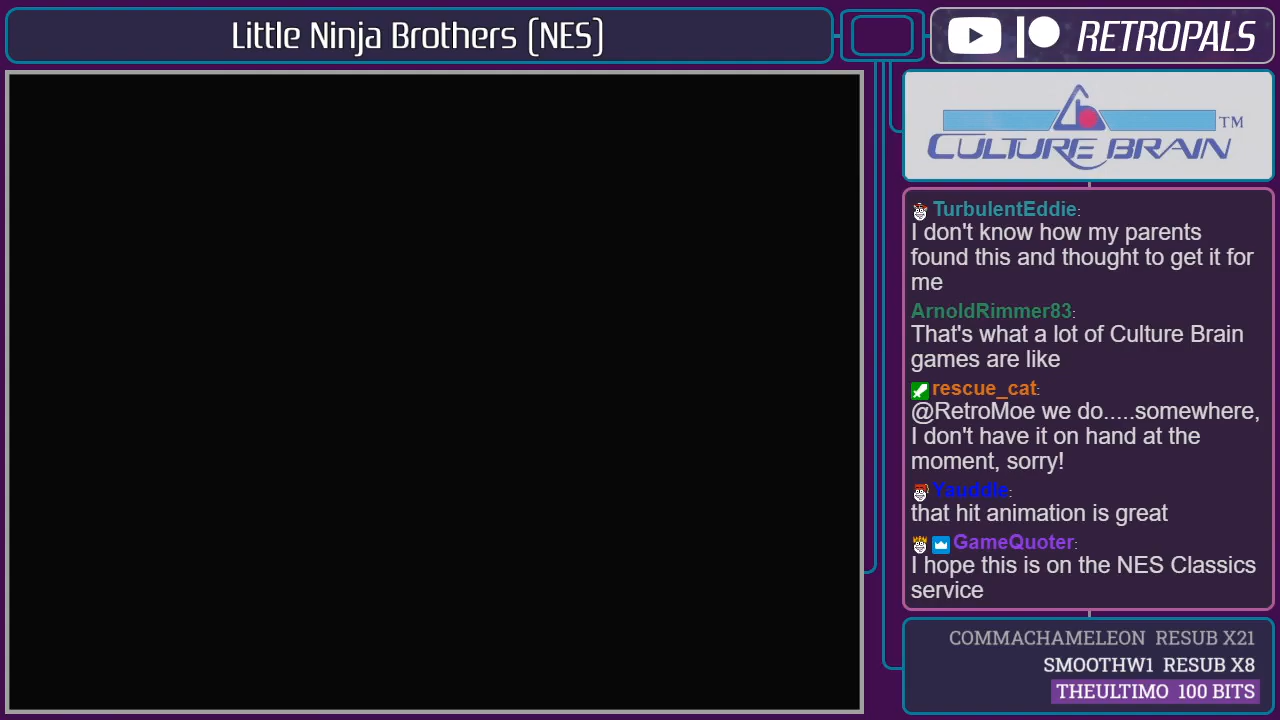 Little Ninja Brothers (NES)
RETROPALS
CULTURE BRAIN TM
TurbulentEddie:
I don't know how my parents
found this and thought to get it for
me
ArnoldRimmer83:
That's what a lot of Culture Brain
games are like
rescue_cat:
@RetroMoe we do.....somewhere,
I don't have it on hand at the
moment, sorry!
Yauddle:
that hit animation is great
GameQuoter:
I hope this is on the NES Classics
service
COMMACHAMELEON RESUB X21
SMOOTHW1 RESUB X8
THEULTIMO 100 BITS